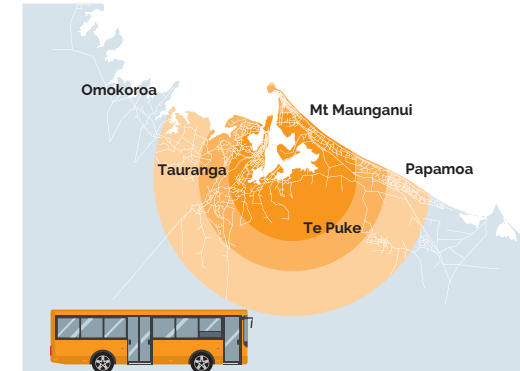 Omokoroa
Mt Maunganui
Tauranga
Papamoa
Te Puke